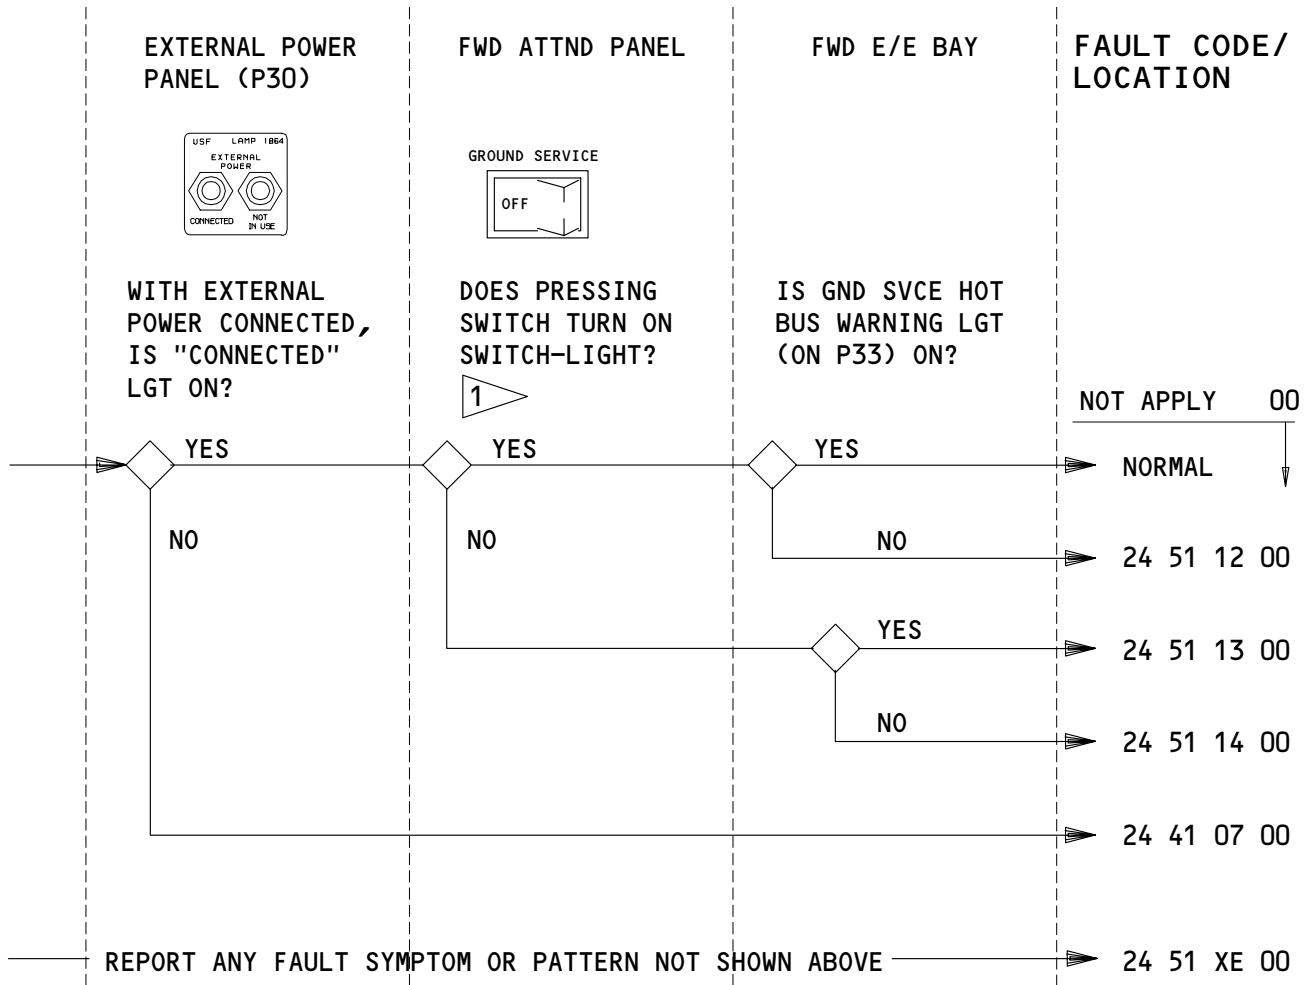 EXTERNAL POWER
PANEL (P30)
FWD ATTND PANEL
FWD E/E BAY
FAULT CODE/
LOCATION
USF LAMP 1864
EXTERNAL
POWER
CONNECTED
NOT
IN USE
GROUND SERVICE
OFF
WITH EXTERNAL
POWER CONNECTED,
IS "CONNECTED"
LGT ON?
DOES PRESSING
SWITCH TURN ON
SWITCH-LIGHT?
1
IS GND SVCE HOT
BUS WARNING LGT
(ON P33) ON?
NOT APPLY 00
YES
YES
YES
NORMAL
NO
NO
NO
24 51 12 00
YES
24 51 13 00
NO
24 51 14 00
24 41 07 00
REPORT ANY FAULT SYMPTOM OR PATTERN NOT SHOWN ABOVE
24 51 XE 00